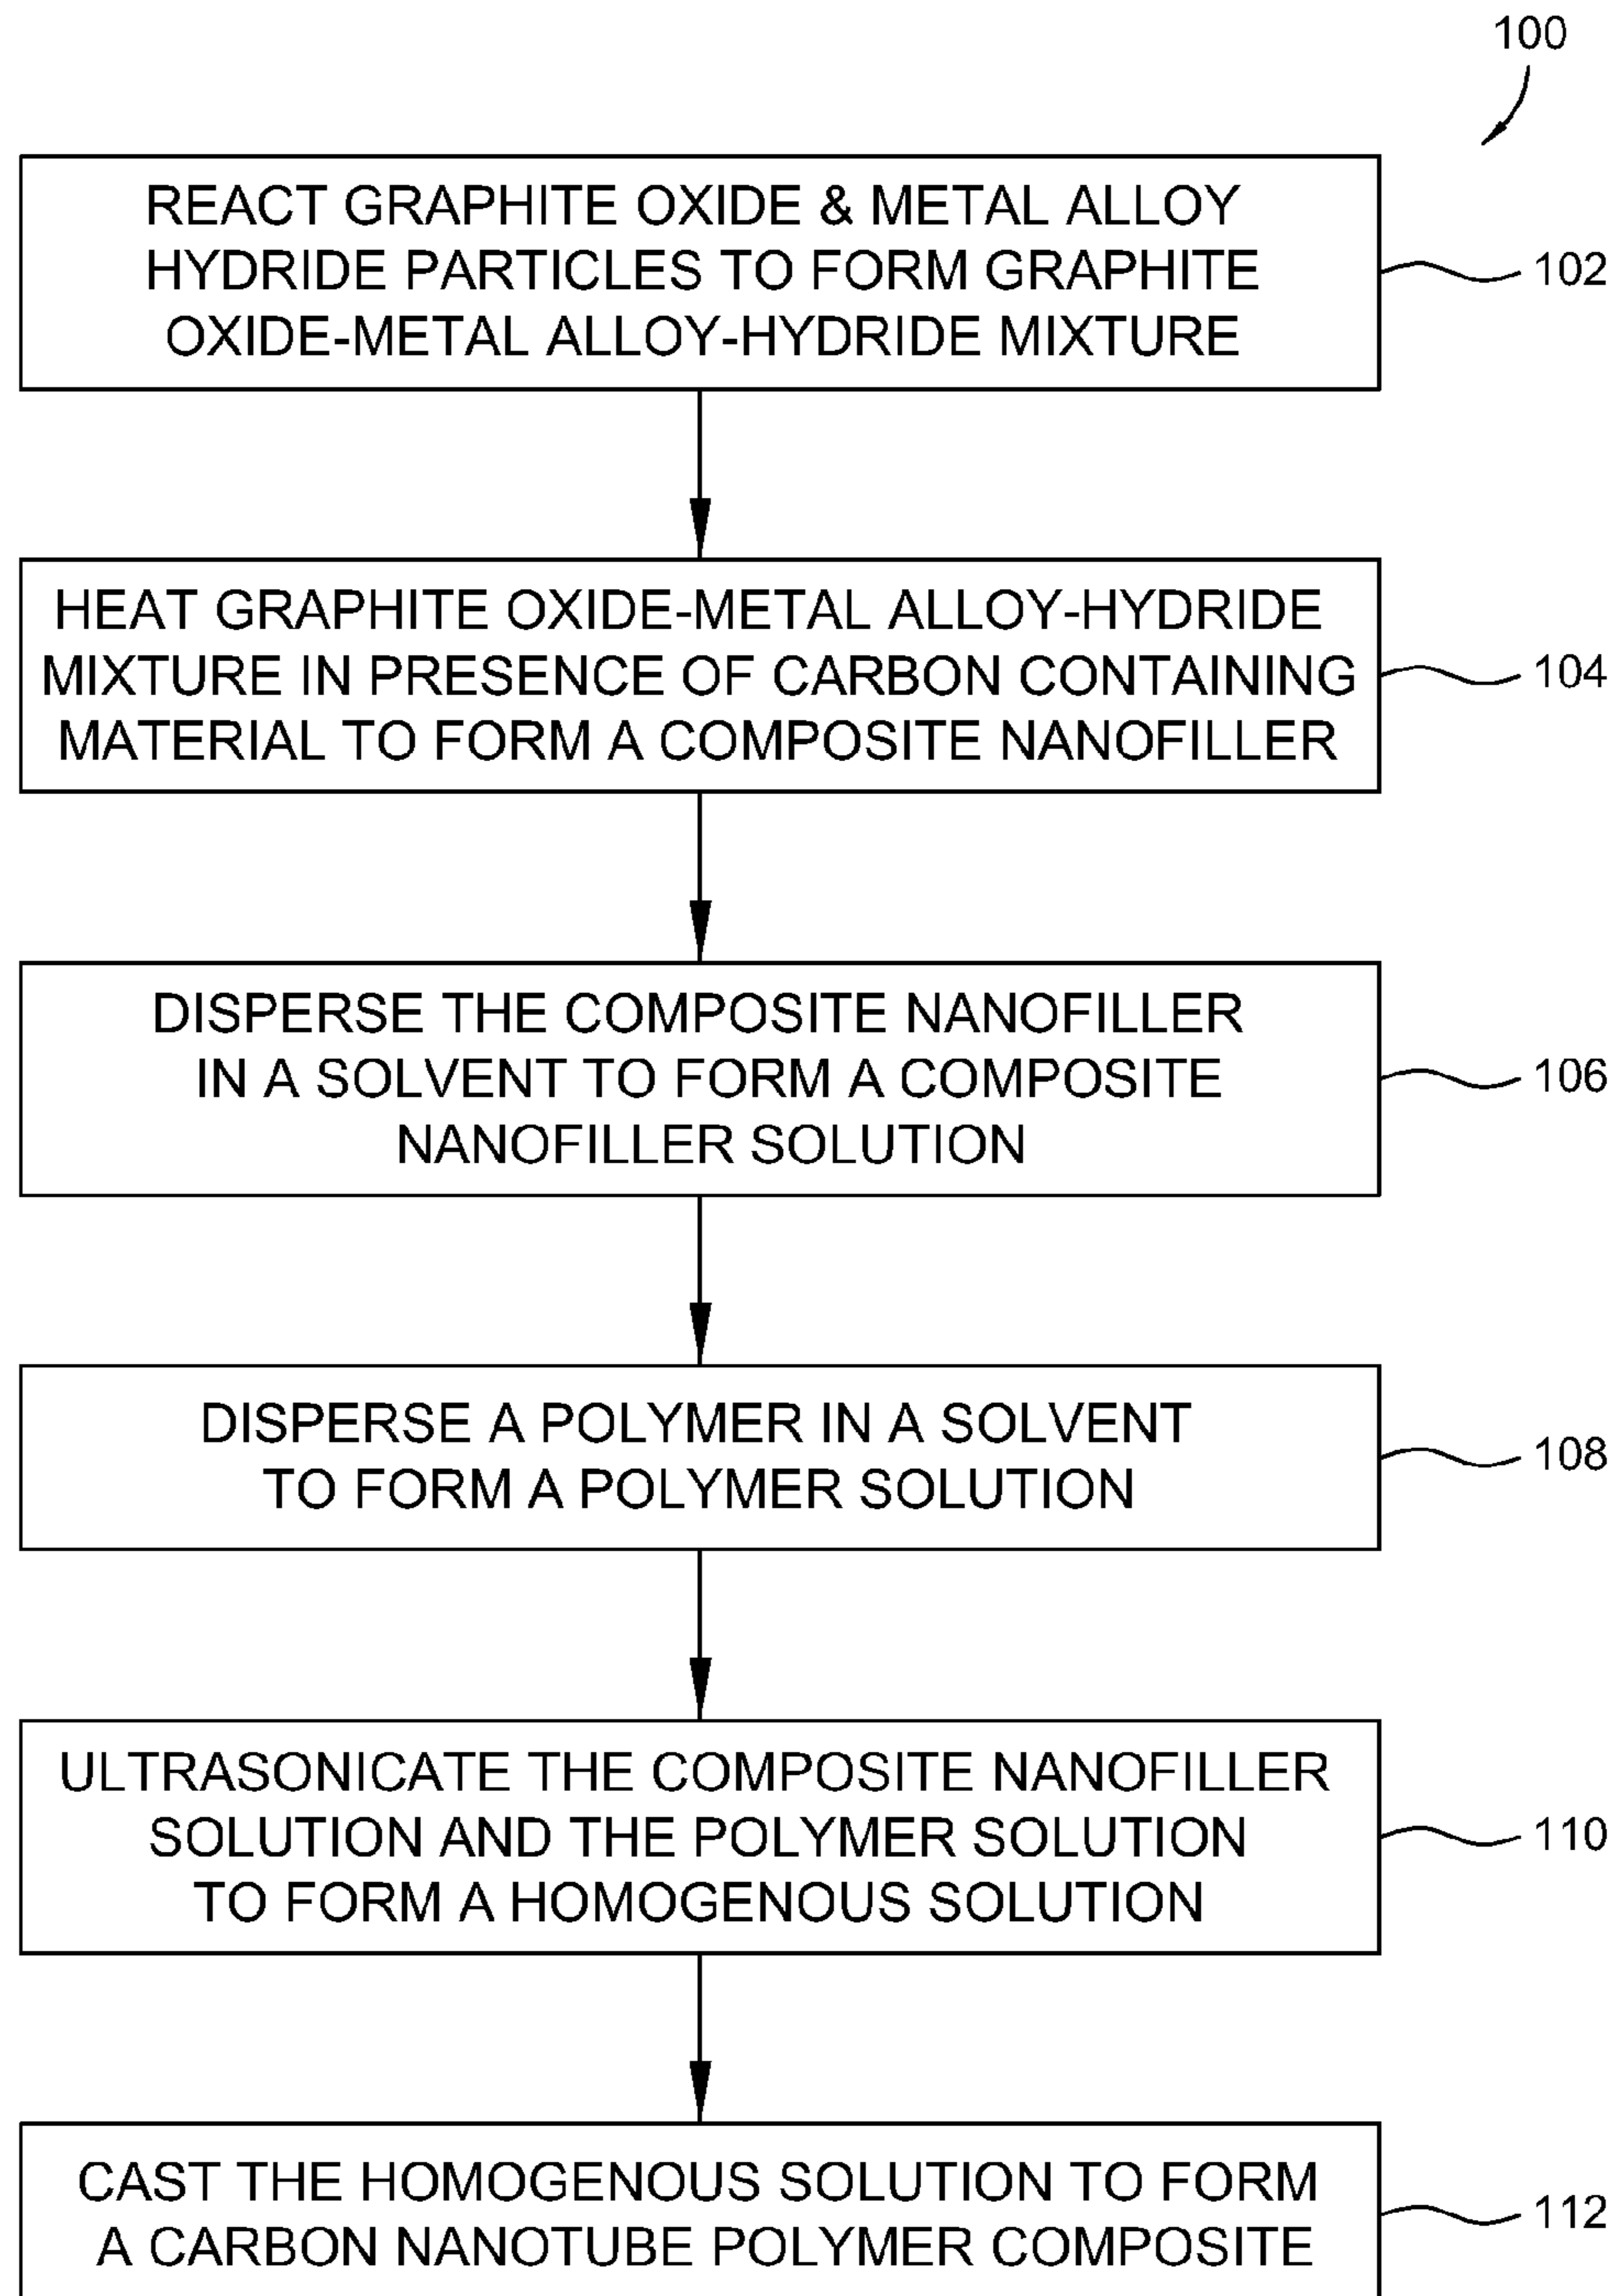 100
REACT GRAPHITE OXIDE & METAL ALLOY
HYDRIDE PARTICLES TO FORM GRAPHITE
OXIDE-METAL ALLOY-HYDRIDE MIXTURE
102
HEAT GRAPHITE OXIDE-METAL ALLOY-HYDRIDE
MIXTURE IN PRESENCE OF CARBON CONTAINING
MATERIAL TO FORM A COMPOSITE NANOFILLER
104
DISPERSE THE COMPOSITE NANOFILLER
IN A SOLVENT TO FORM A COMPOSITE
NANOFILLER SOLUTION
106
DISPERSE A POLYMER IN A SOLVENT
TO FORM A POLYMER SOLUTION
108
ULTRASONICATE THE COMPOSITE NANOFILLER
SOLUTION AND THE POLYMER SOLUTION
TO FORM A HOMOGENOUS SOLUTION
110
CAST THE HOMOGENOUS SOLUTION TO FORM
A CARBON NANOTUBE POLYMER COMPOSITE
112